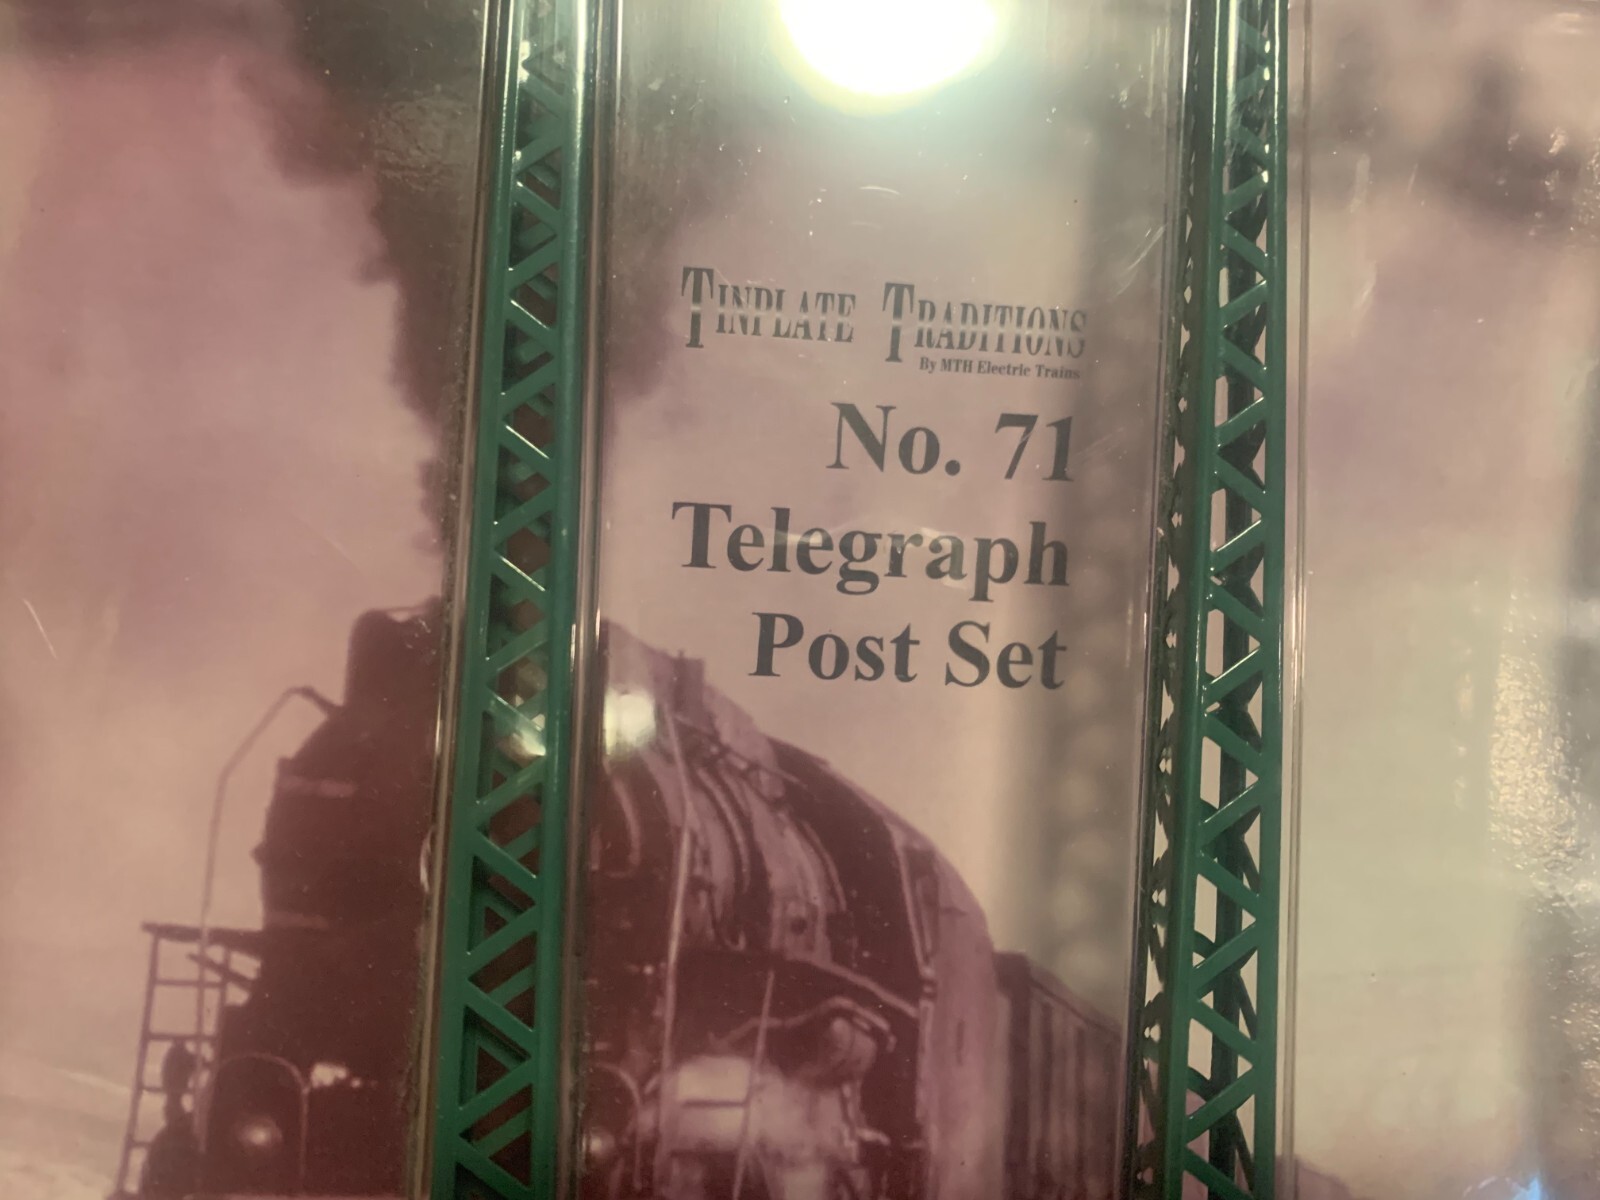 TINPLATE TRADITIONS
By MTH Electric Trains
No. 71
Telegraph
Post Set